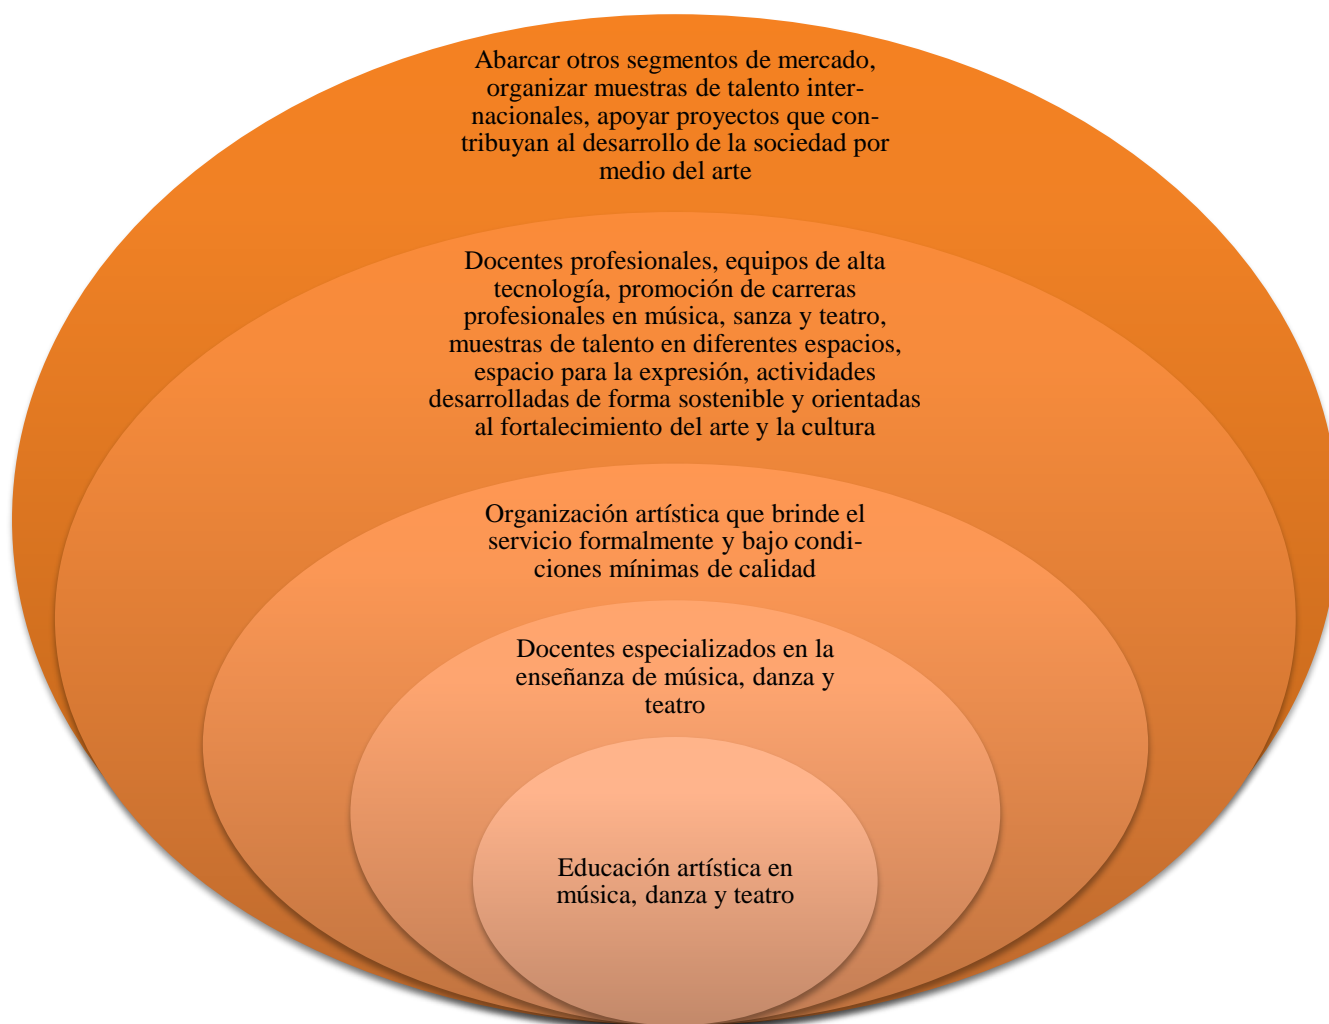 Abarcar otros segmentos de mercado,
organizar muestras de talento inter-
nacionales, apoyar proyectos que con-
tribuyan al desarrollo de la sociedad por
medio del arte
Docentes profesionales, equipos de alta
tecnología, promoción de carreras
profesionales en música, sanza y teatro,
muestras de talento en diferentes espacios,
espacio para la expresión, actividades
desarrolladas de forma sostenible y orientadas
al fortalecimiento del arte y la cultura
Organización artística que brinde el
servicio formalmente y bajo condi-
ciones mínimas de calidad
Docentes especializados en la
enseñanza de música, danza y
teatro
Educación artística en
música, danza y teatro